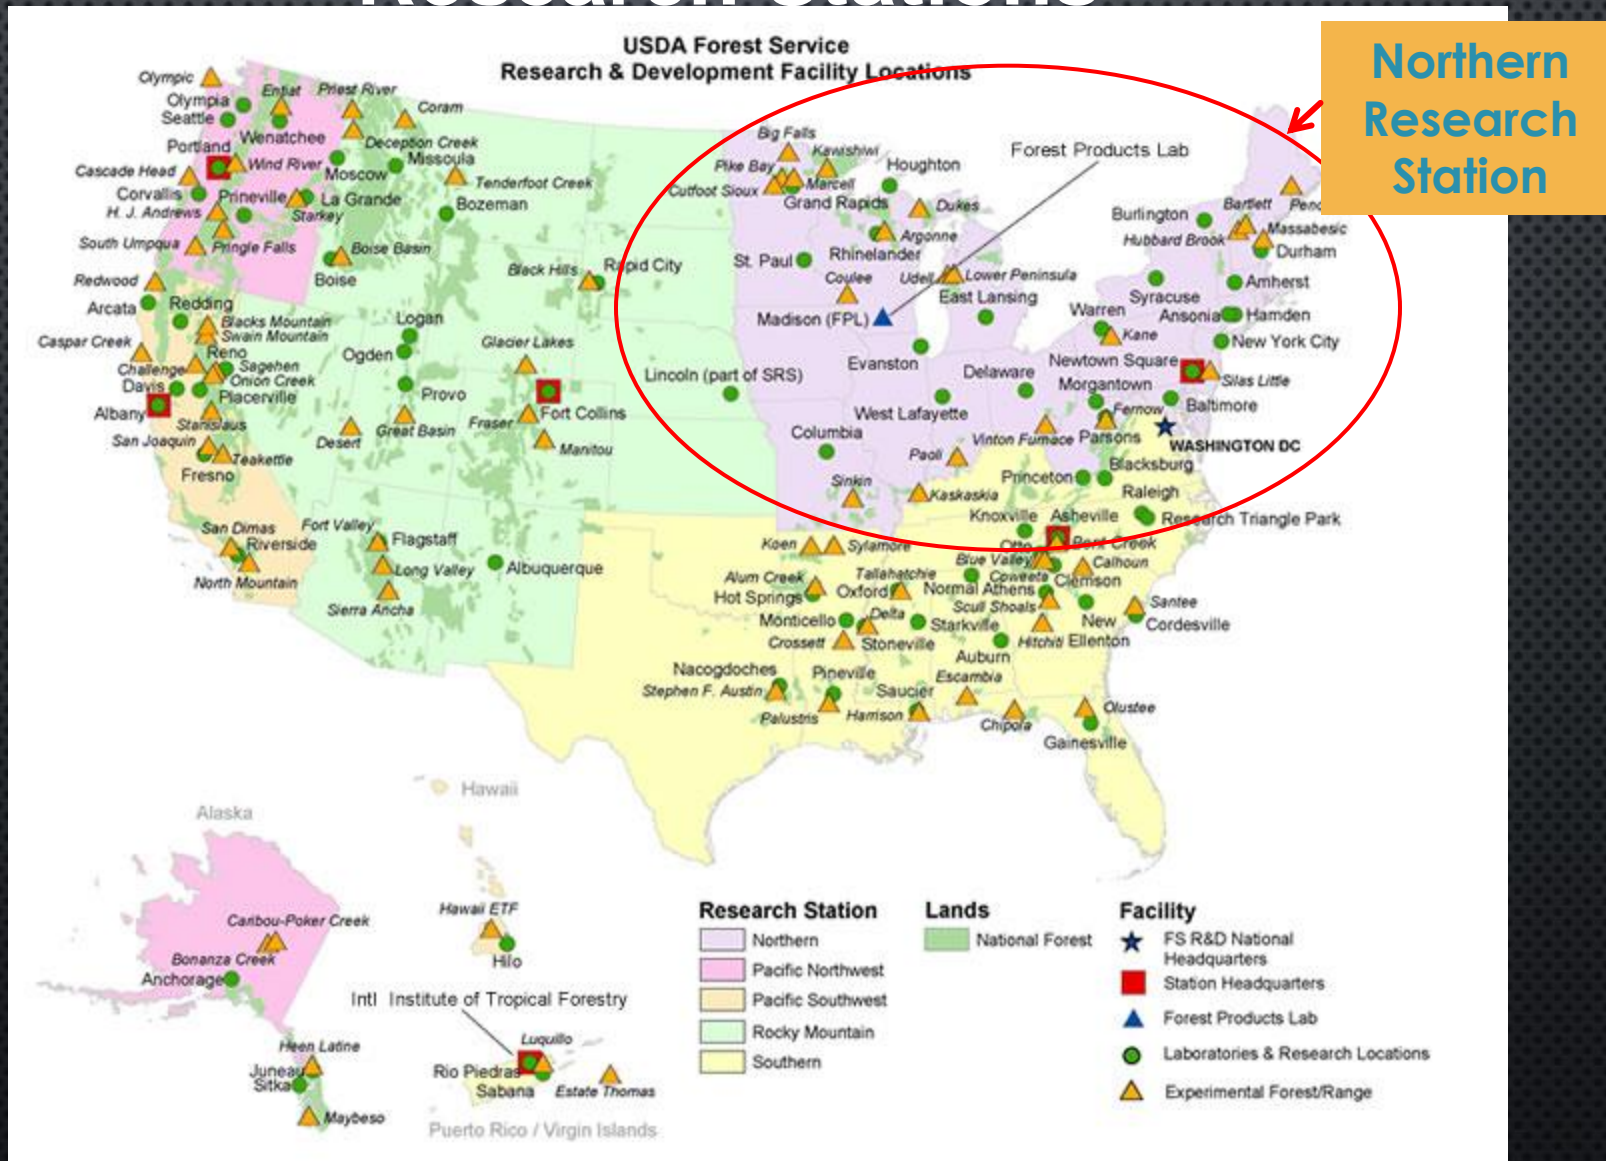 Research Stations
USDA Forest Service
Research & Development Facility Locations
Northern
Research
Station
Olympic
Olympia
Seattle
Entiat
Priest River
Coram
Wenatchee
Deception Creek
Portland
Wind River
Moscow
Missoula
Cascade Head
Tenderfoot Creek
Corvallis
Prineville
La Grande
Bozeman
H. J. Andrews
Starkey
South Umpqua
Pringle Falls
Boise Basin
Boise
Black Hills
Rapid City
Redwood
Arcata
Redding
Blacks Mountain
Swain Mountain
Logan
Caspar Creek
Reno
Ogden
Glacier Lakes
Challenge
Sagehen
Onion Creek
Davis
Placerville
Provo
Albany
Stanislaus
Fort Collins
Fraser
Great Basin
Desert
Manitou
San Joaquin
Teakettle
Fresno
San Dimas
Riverside
Fort Valley
Flagstaff
North Mountain
Long Valley
Albuquerque
Sierra Ancha
Big Falls
Kawishiwi
Pike Bay
Houghton
Forest Products Lab
Cutfoot Sioux
Marcell
Grand Rapids
Dukes
Argonne
Rhinelander
St. Paul
Coulee
Udell
Lower Peninsula
East Lansing
Madison (FPL)
Evanston
Lincoln (part of SRS)
Delaware
West Lafayette
Columbia
Paoli
Vinton Furnace
Parsons
Sinkin
Kaskaskia
Burlington
Bartlett
Massabesic
Hubbard Brook
Durham
Syracuse
Amherst
Warren
Ansonia
Hamden
Kane
New York City
Newtown Square
Silas Little
Morgantown
Fernow
Baltimore
WASHINGTON DC
Blacksburg
Princeton
Raleigh
Research Triangle Park
Knoxville
Asheville
Otto
Bent Creek
Blue Valley
Calhoun
Coweeta
Clemson
Koen
Sylamore
Alum Creek
Hot Springs
Tallahatchie
Oxford
Normal
Athens
Scull Shoals
Santee
Cordesville
Monticello
Delta
Starkville
New
Ellenton
Crossett
Stoneville
Hitchiti
Auburn
Nacogdoches
Pineville
Escambia
Stephen F. Austin
Saucier
Palustris
Harrison
Chipola
Olustee
Gainesville
Hawaii
Alaska
Caribou-Poker Creek
Bonanza Creek
Anchorage
Hawaii ETF
Hilo
Intl Institute of Tropical Forestry
Heen Latine
Juneau
Sitka
Maybeso
Luquillo
Rio Piedras
Sabana
Estate Thomas
Puerto Rico / Virgin Islands
Research Station
Northern
Pacific Northwest
Pacific Southwest
Rocky Mountain
Southern
Lands
National Forest
Facility
FS R&D National
Headquarters
Station Headquarters
Forest Products Lab
Laboratories & Research Locations
Experimental Forest/Range